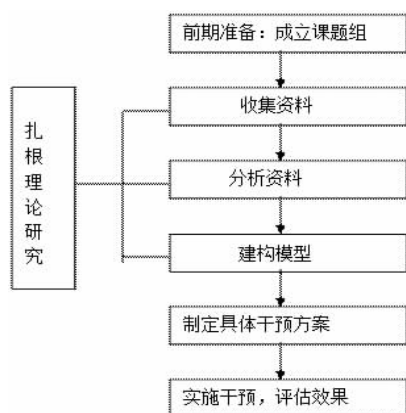 前期准备：成立课题组
收集资料
扎根理论研究
分析资料
建构模型
制定具体干预方案
实施干预，评估效果